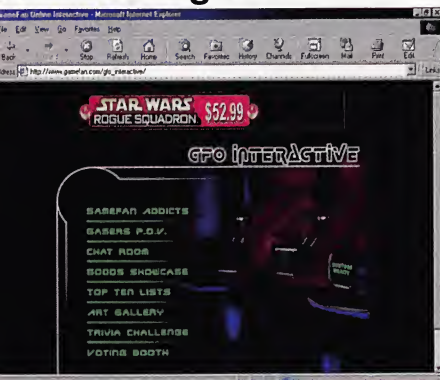 GameFan Online Interactive - Microsoft Internet Explorer
File Edit View Go Favorites Help
Back Stop Refresh Home Search Favorites History Channels Fullscreen Mail Print Edit
Address http://www.gamefan.com/gfo_interactive/ Links
STAR WARS
ROGUE SQUADRON $52.99
GFO INTERACTIVE
GAMEFAN ADDICTS
GAMERS P.O.V.
CHAT ROOM
GOODS SHOWCASE
TOP TEN LISTS
ART GALLERY
TRIVIA CHALLENGE
VOTING BOOTH